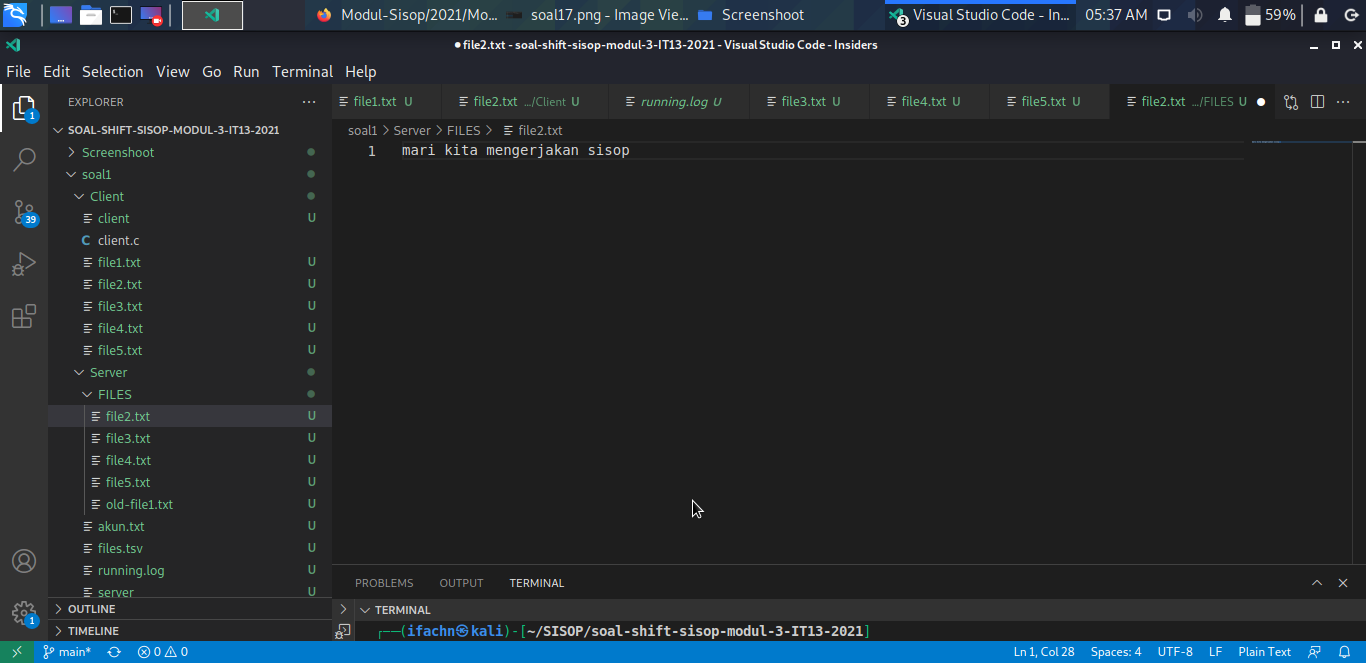 Modul-Sisop/2021/Mo... soal17.png - Image Vie... Screenshoot 3 Visual Studio Code - In... 05:37 AM 59%
file2.txt - soal-shift-sisop-modul-3-IT13-2021 - Visual Studio Code - Insiders
File Edit Selection View Go Run Terminal Help
EXPLORER ···
file1.txt U file2.txt .../Client U running.log U file3.txt U file4.txt U file5.txt U file2.txt .../FILES U ● ···
1
SOAL-SHIFT-SISOP-MODUL-3-IT13-2021
soal1 > Server > FILES > file2.txt
1 mari kita mengerjakan sisop
Screenshoot
soal1
Client
39
client U
C client.c
file1.txt U
file2.txt U
file3.txt U
file4.txt U
file5.txt U
Server
FILES
file2.txt U
file3.txt U
file4.txt U
file5.txt U
old-file1.txt U
akun.txt U
files.tsv U
running.log U
server U
OUTLINE
TIMELINE
1
PROBLEMS OUTPUT TERMINAL
TERMINAL
┌──(ifachn㉿kali)-[~/SISOP/soal-shift-sisop-modul-3-IT13-2021]
main* 0 0 Ln 1, Col 28 Spaces: 4 UTF-8 LF Plain Text